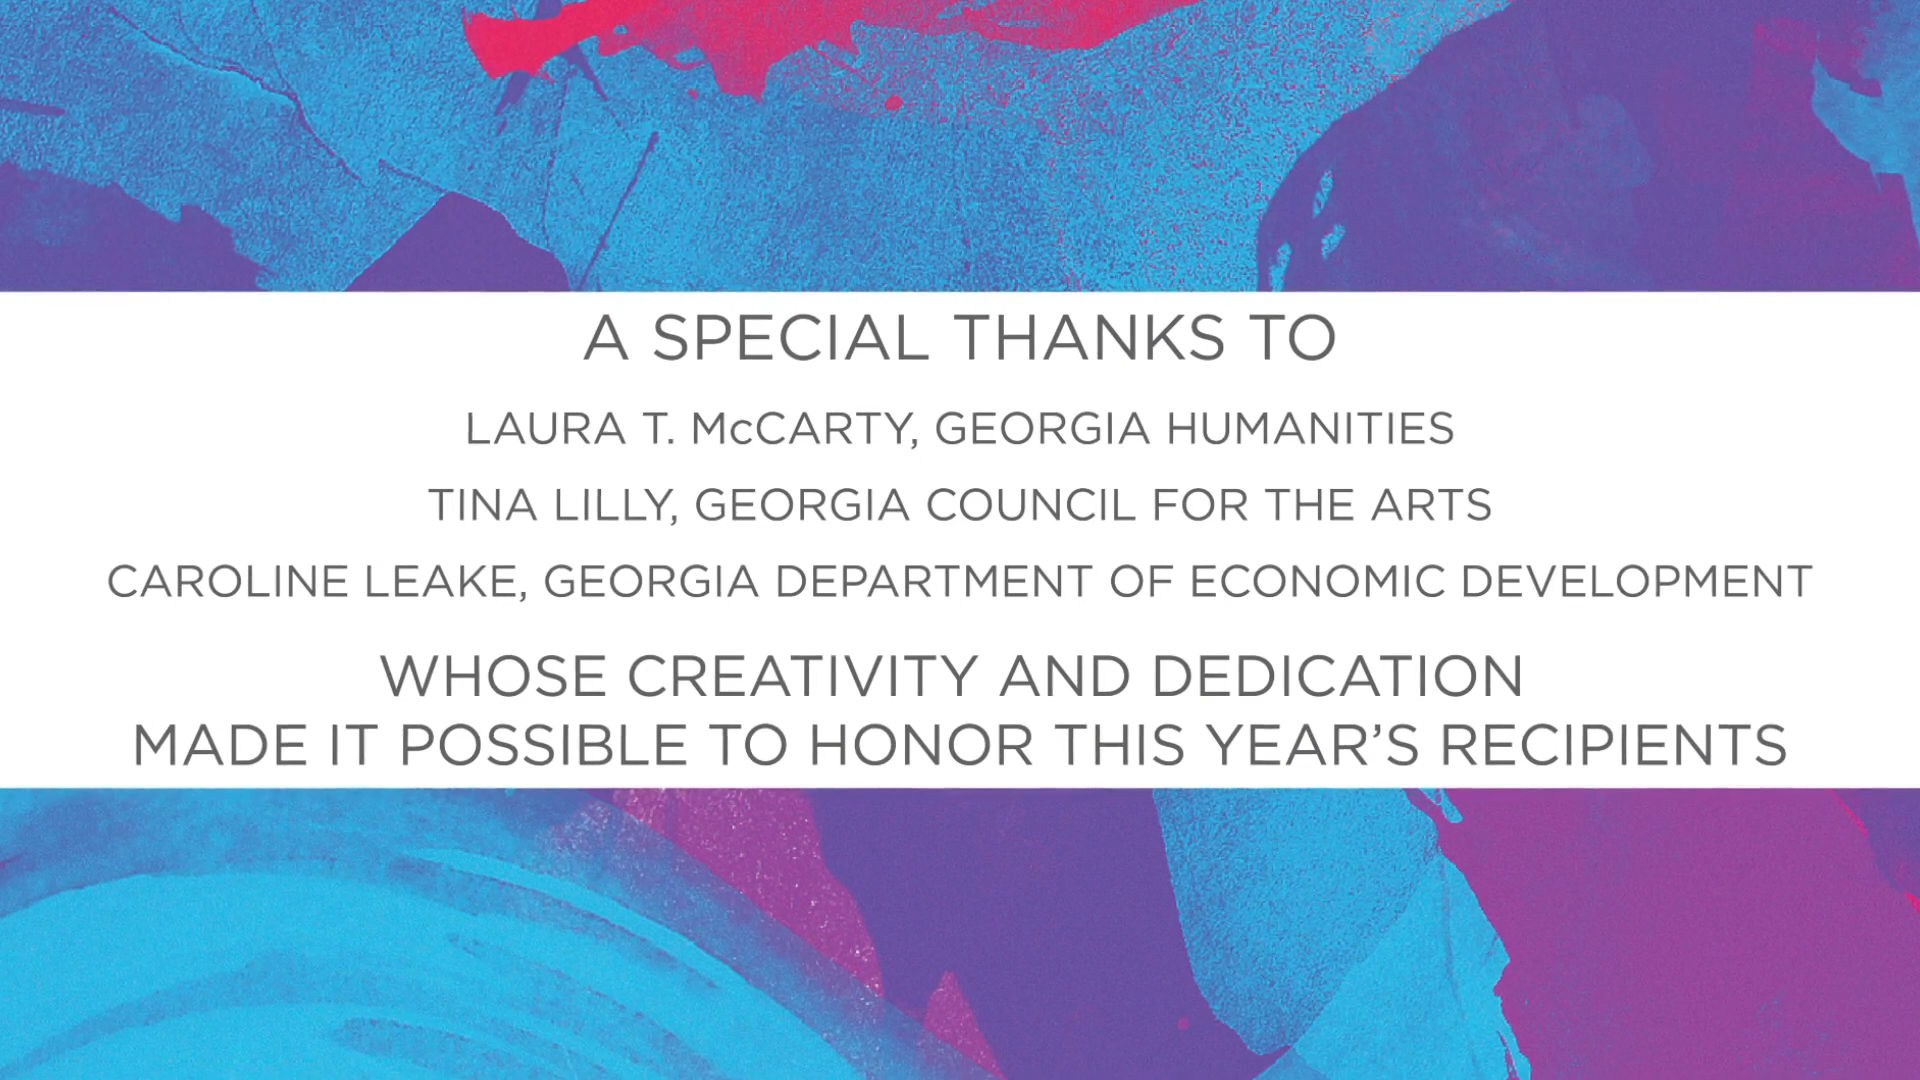 A SPECIAL THANKS TO
LAURA T. McCARTY, GEORGIA HUMANITIES
TINA LILLY, GEORGIA COUNCIL FOR THE ARTS
CAROLINE LEAKE, GEORGIA DEPARTMENT OF ECONOMIC DEVELOPMENT
WHOSE CREATIVITY AND DEDICATION
MADE IT POSSIBLE TO HONOR THIS YEAR’S RECIPIENTS